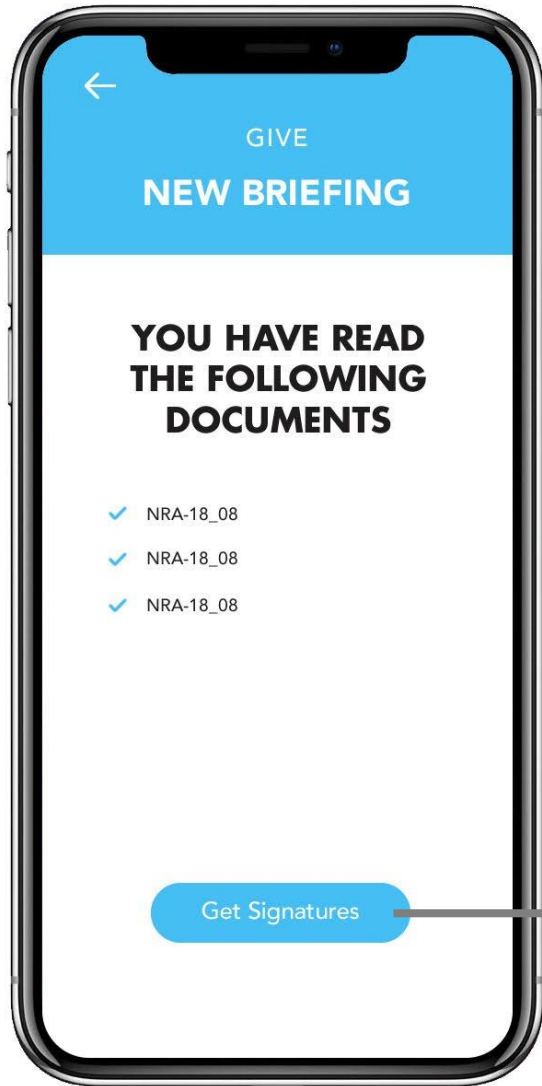 GIVE
NEW BRIEFING
YOU HAVE READ
THE FOLLOWING
DOCUMENTS
NRA-18_08
NRA-18_08
NRA-18_08
Get Signatures